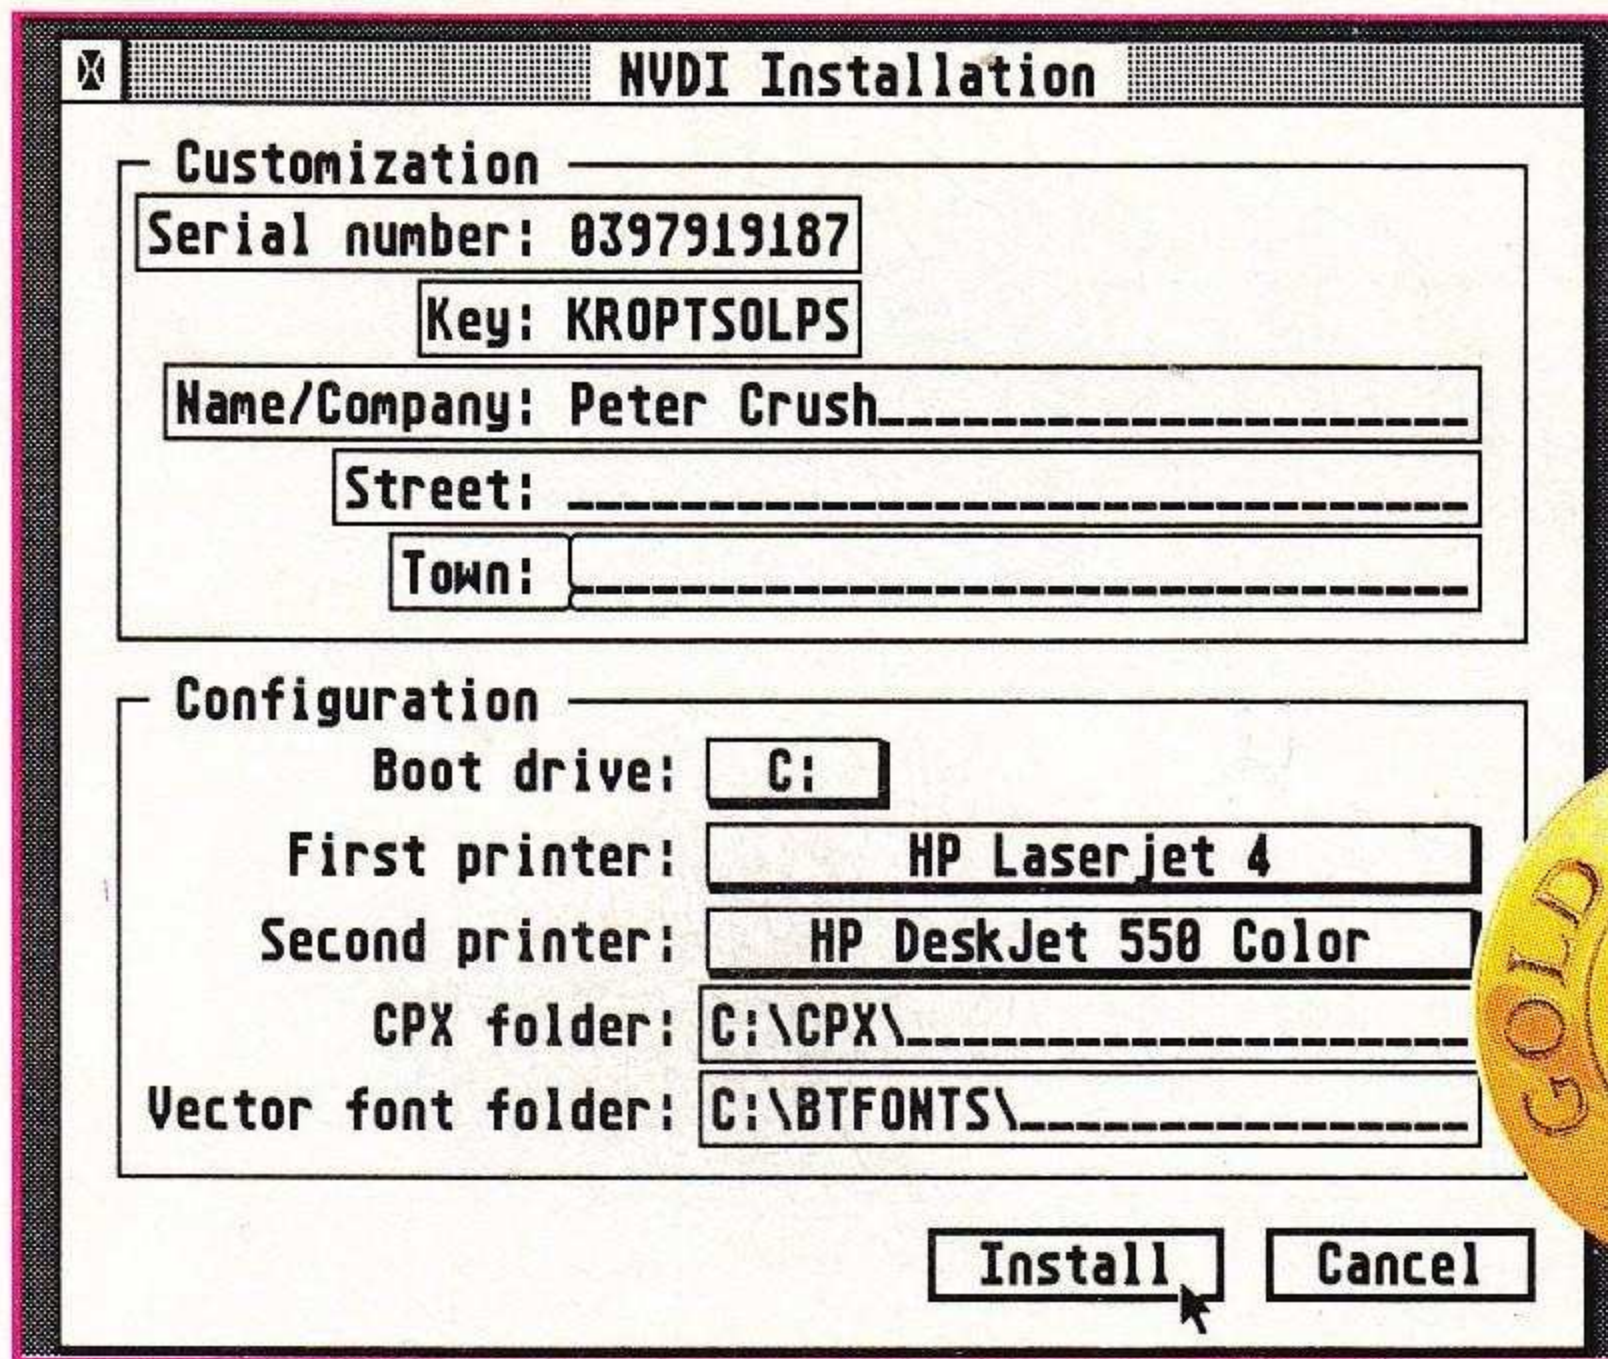 NVDI Installation
Customization
Serial number: 0397919187
Key: KROPTSOLPS
Name/Company: Peter Crush
Street:
Town:
Configuration
Boot drive: C:
First printer: HP Laserjet 4
Second printer: HP DeskJet 550 Color
CPX folder: C:\CPX\
Vector font folder: C:\BTFONTS\
Install Cancel
GOLD